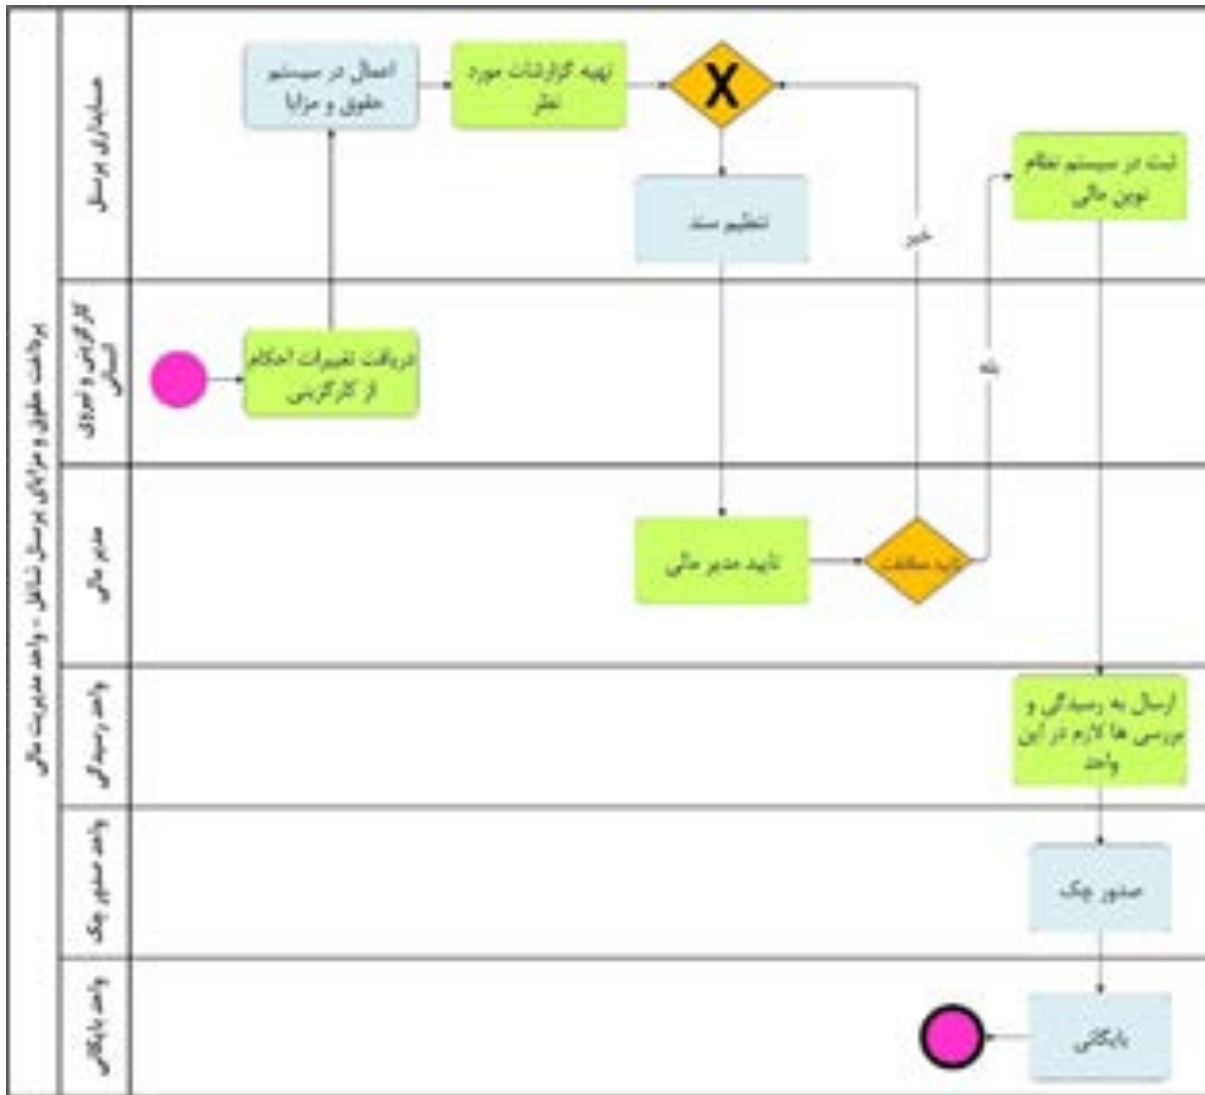 پرداخت حقوق و مزایای پرسنل شاغل - واحد مدیریت مالی
حسابداری پرسنل
اعمال در سیستم
حقوق و مزایا
تهیه گزارشات مورد
نظر
X
تنظیم سند
خیر
ثبت در سیستم نظام
نوین مالی
کارگزینی و نیروی
انسانی
دریافت تغییرات احکام
از کارگزینی
بله
مدیر مالی
تایید مدیر مالی
تایید
واحد رسیدگی
ارسال به رسیدگی و
بررسی ها لازم در این
واحد
واحد صدور چک
صدور چک
واحد بایگانی
بایگانی